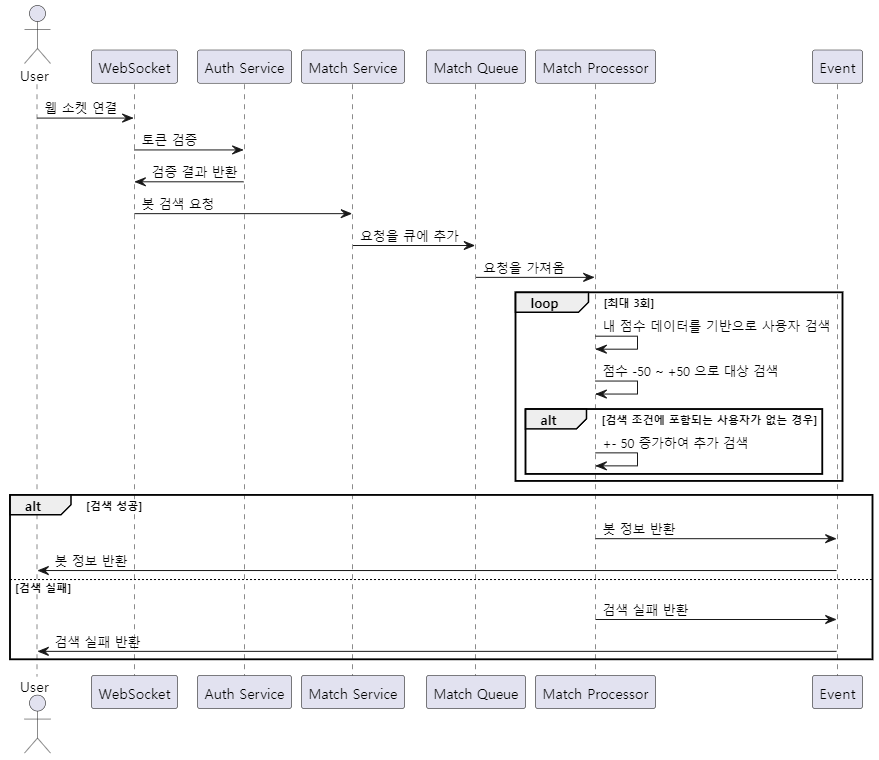 User
WebSocket
Auth Service
Match Service
Match Queue
Match Processor
Event
웹 소켓 연결
토큰 검증
검증 결과 반환
봇 검색 요청
요청을 큐에 추가
요청을 가져옴
loop [최대 3회]
내 점수 데이터를 기반으로 사용자 검색
점수 -50 ~ +50 으로 대상 검색
alt [검색 조건에 포함되는 사용자가 없는 경우]
+- 50 증가하여 추가 검색
alt [검색 성공]
봇 정보 반환
봇 정보 반환
[검색 실패]
검색 실패 반환
검색 실패 반환
User
WebSocket
Auth Service
Match Service
Match Queue
Match Processor
Event